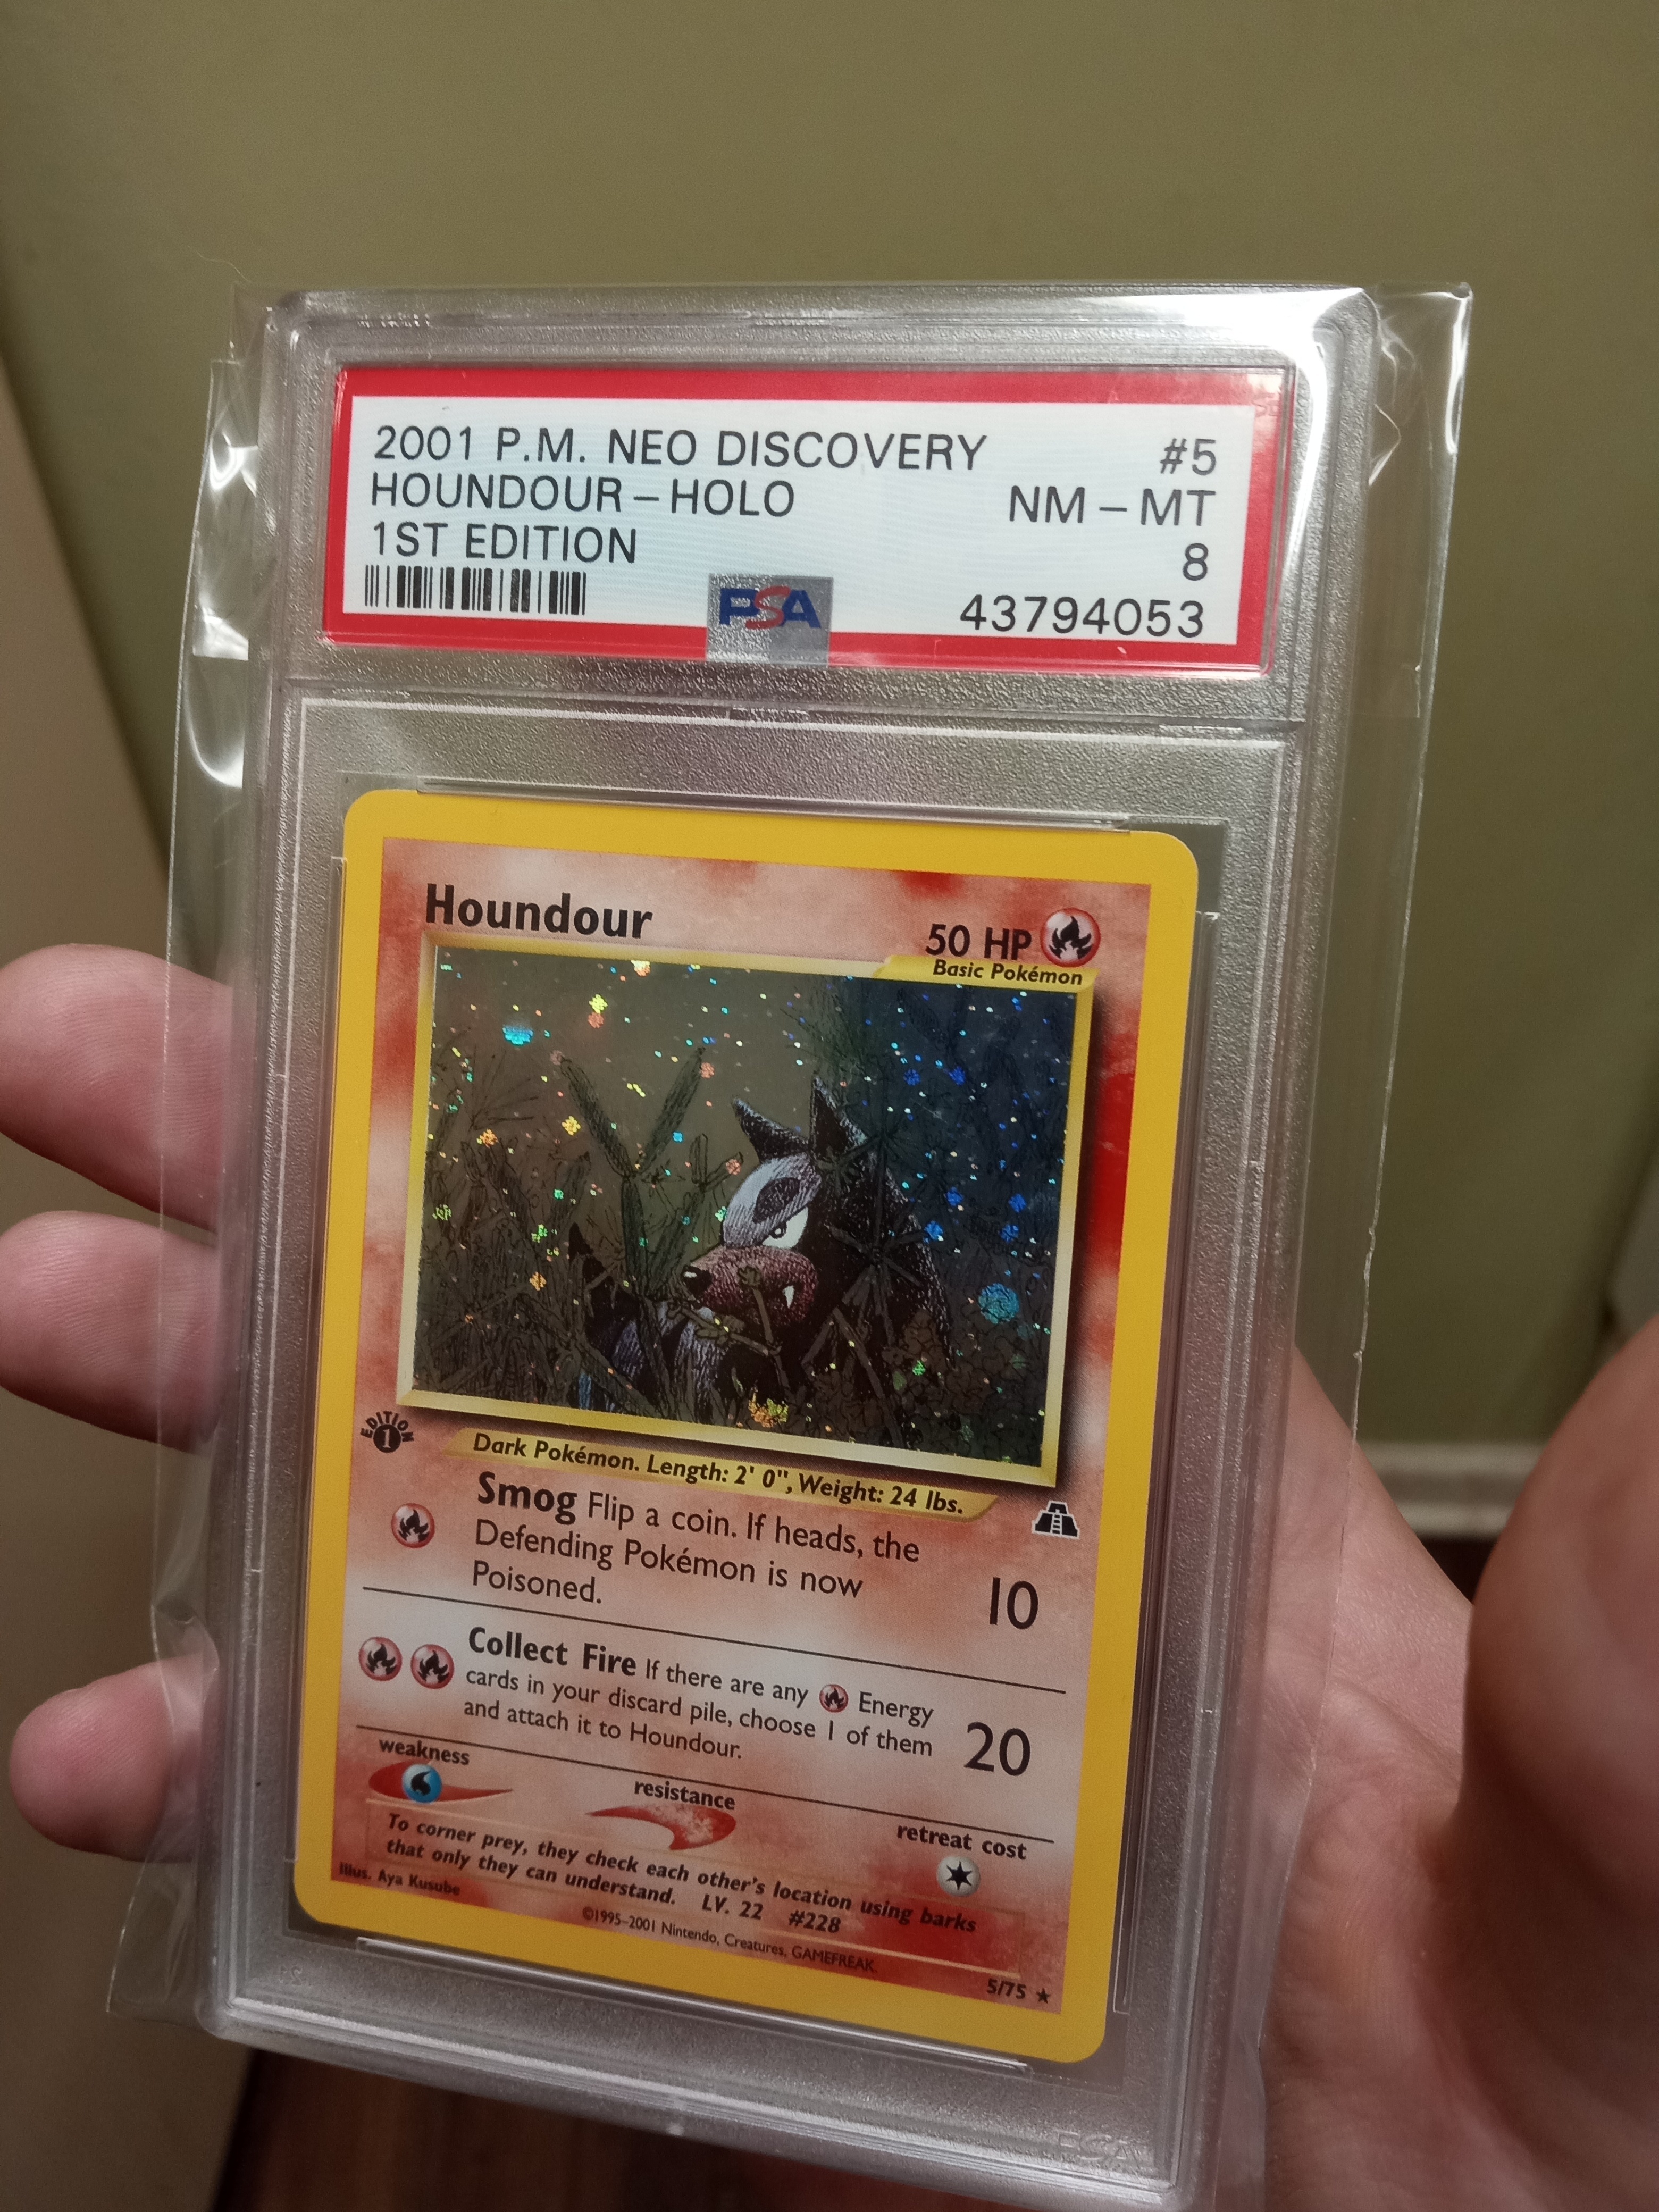 2001 P.M. NEO DISCOVERY #5
HOUNDOUR - HOLO NM - MT
1ST EDITION 8
PSA 43794053
Houndour 50 HP
Basic Pokémon
EDITION
1
Dark Pokémon. Length: 2' 0", Weight: 24 lbs.
Smog Flip a coin. If heads, the
Defending Pokémon is now
Poisoned.
10
Collect Fire If there are any Energy
cards in your discard pile, choose 1 of them
and attach it to Houndour.
20
weakness
resistance
retreat cost
To corner prey, they check each other's location using barks
that only they can understand. LV. 22 #228
Illus. Aya Kusube
©1995-2001 Nintendo, Creatures, GAMEFREAK.
5/75 ★